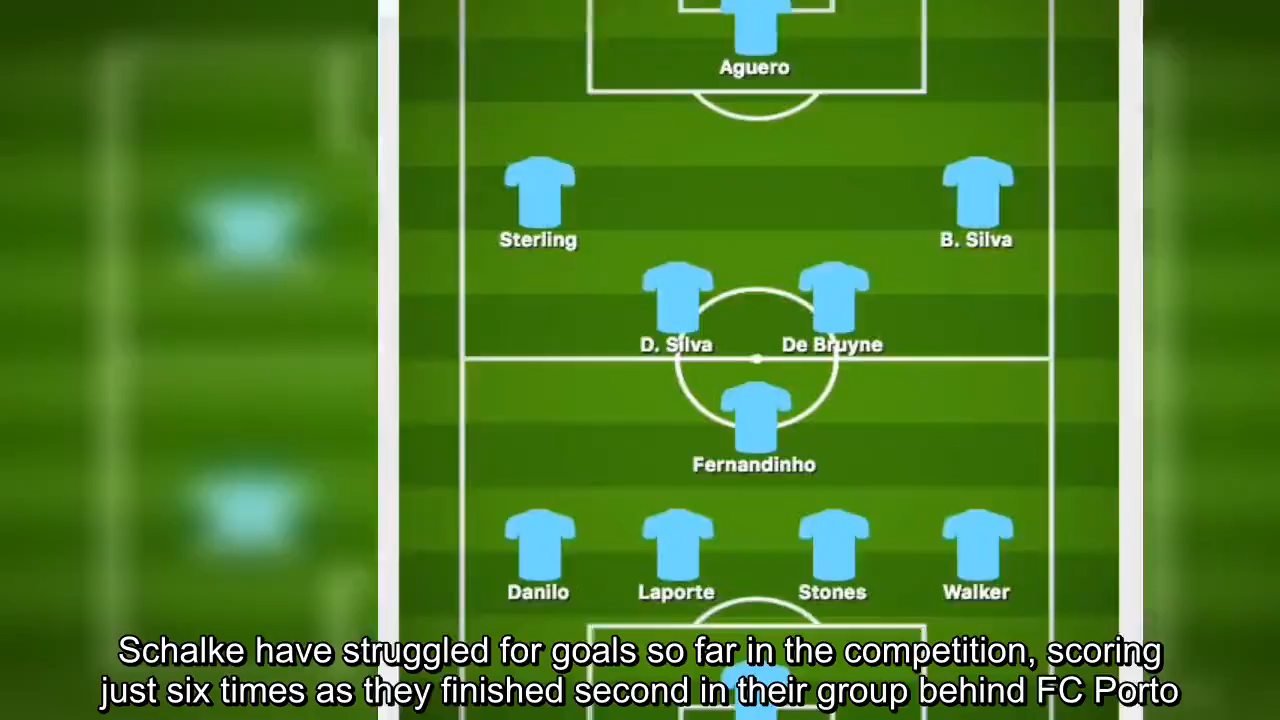 Aguero
Sterling
B. Silva
D. Silva
De Bruyne
Fernandinho
Danilo
Laporte
Stones
Walker
Schalke have struggled for goals so far in the competition, scoring
just six times as they finished second in their group behind FC Porto